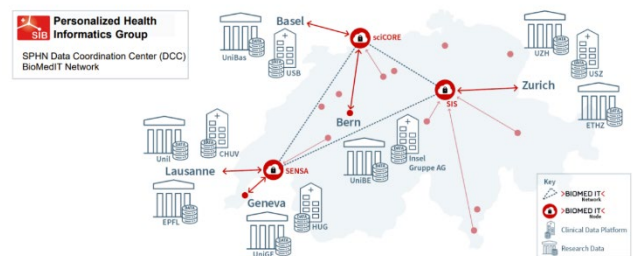 SIB
Personalized Health
Informatics Group
SPHN Data Coordination Center (DCC)
BioMedIT Network
Basel
UniBas
USB
sciCORE
UZH
USZ
ETHZ
Zurich
SIS
Bern
UniBE
Insel
Gruppe AG
Unil
CHUV
Lausanne
SENSA
EPFL
Geneva
UniGE
HUG
Key
>BIOMED IT<
Network
>BIOMED IT<
Node
Clinical Data Platform
Research Data